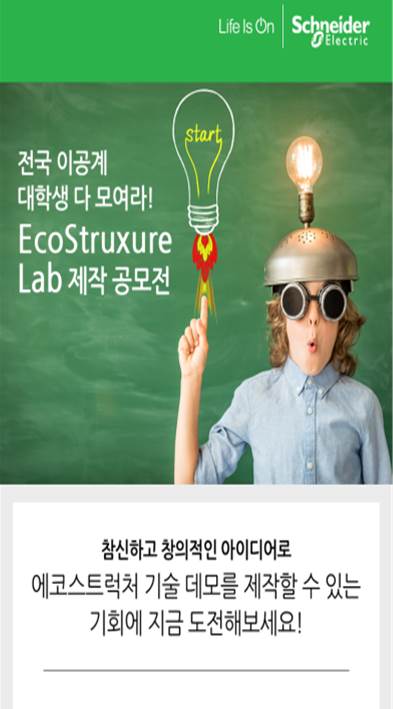 Life Is On
Schneider
Electric
start
전국 이공계
대학생 다 모여라!
EcoStruxure
Lab 제작 공모전
참신하고 창의적인 아이디어로
에코스트럭처 기술 데모를 제작할 수 있는
기회에 지금 도전해보세요!